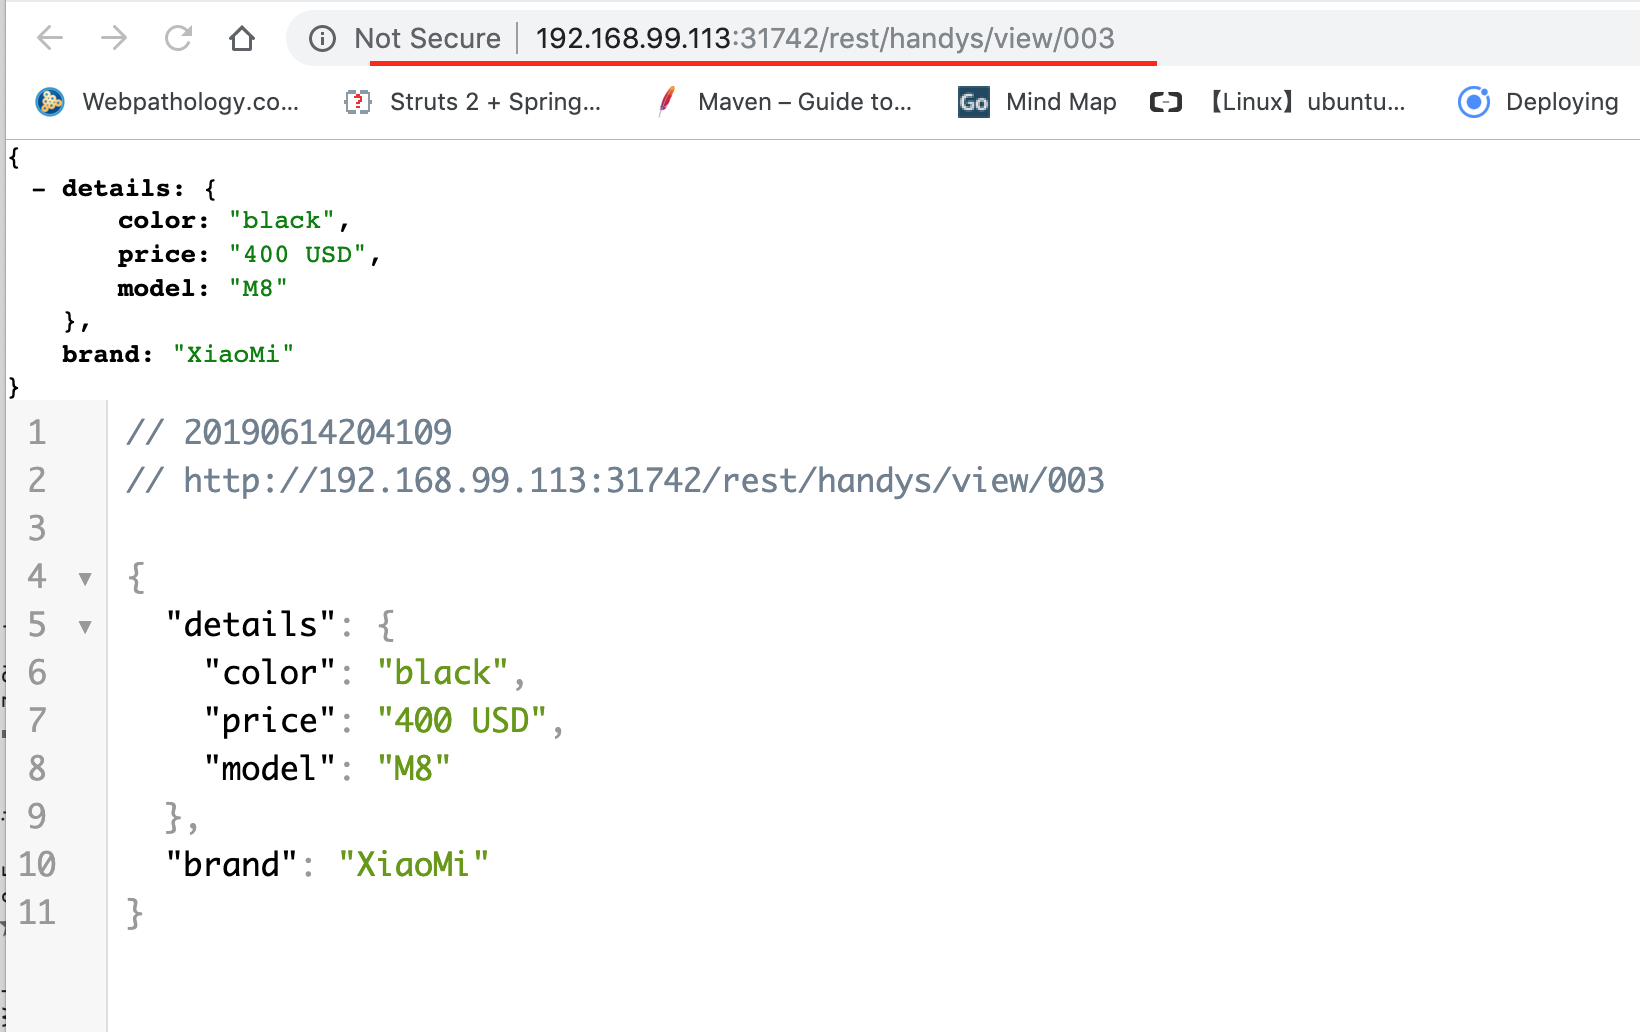 Not Secure | 192.168.99.113:31742/rest/handys/view/003
Webpathology.co... Struts 2 + Spring... Maven – Guide to... Go Mind Map 【Linux】ubuntu... Deploying
{
- details: {
color: "black",
price: "400 USD",
model: "M8"
},
brand: "XiaoMi"
}
1 // 20190614204109
2 // http://192.168.99.113:31742/rest/handys/view/003
3
4 {
5 "details": {
6 "color": "black",
7 "price": "400 USD",
8 "model": "M8"
9 },
10 "brand": "XiaoMi"
11 }